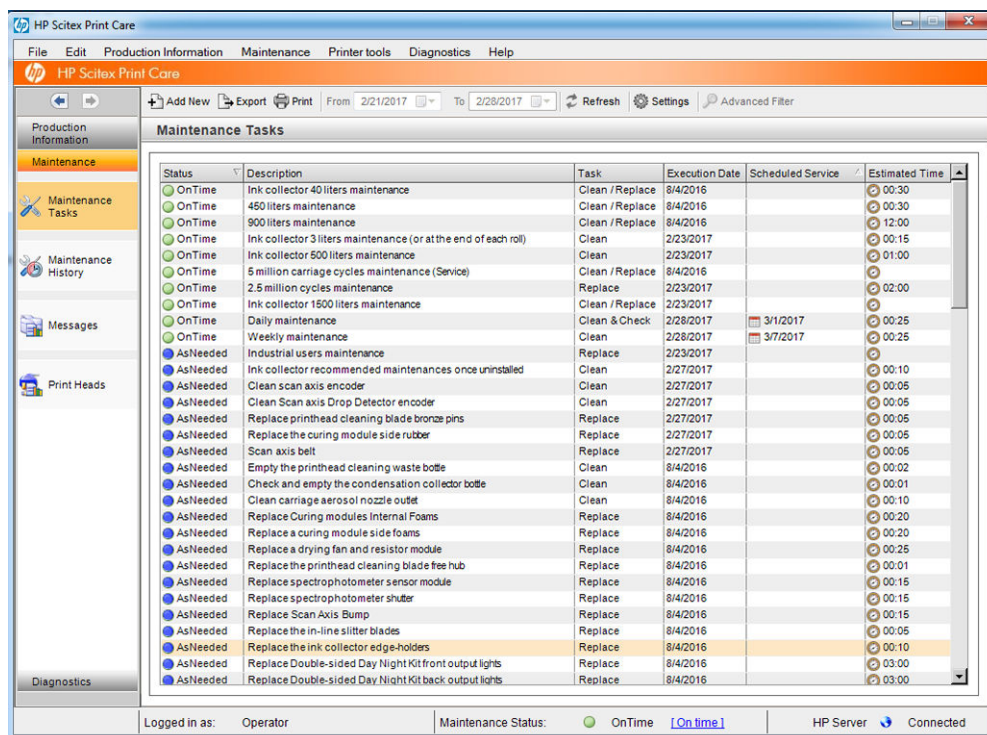 HP Scitex Print Care
File Edit Production Information Maintenance Printer tools Diagnostics Help
HP Scitex Print Care
Add New Export Print From 2/21/2017 To 2/28/2017 Refresh Settings Advanced Filter
Production Information
Maintenance
Maintenance Tasks
Maintenance History
Messages
Print Heads
Diagnostics
Maintenance Tasks
Status Description Task Execution Date Scheduled Service Estimated Time
OnTime Ink collector 40 liters maintenance Clean / Replace 8/4/2016 00:30
OnTime 450 liters maintenance Clean / Replace 8/4/2016 00:30
OnTime 900 liters maintenance Clean / Replace 8/4/2016 12:00
OnTime Ink collector 3 liters maintenance (or at the end of each roll) Clean 2/23/2017 00:15
OnTime Ink collector 500 liters maintenance Clean 2/23/2017 01:00
OnTime 5 million carriage cycles maintenance (Service) Clean / Replace 8/4/2016
OnTime 2.5 million cycles maintenance Replace 2/23/2017 02:00
OnTime Ink collector 1500 liters maintenance Clean / Replace 2/23/2017
OnTime Daily maintenance Clean & Check 2/28/2017 3/1/2017 00:25
OnTime Weekly maintenance Clean 2/28/2017 3/7/2017 00:25
AsNeeded Industrial users maintenance Replace 2/23/2017
AsNeeded Ink collector recommended maintenances once uninstalled Clean 2/27/2017 00:10
AsNeeded Clean scan axis encoder Clean 2/27/2017 00:05
AsNeeded Clean Scan axis Drop Detector encoder Clean 2/27/2017 00:05
AsNeeded Replace printhead cleaning blade bronze pins Replace 2/27/2017 00:05
AsNeeded Replace the curing module side rubber Replace 2/27/2017 00:05
AsNeeded Scan axis belt Replace 2/27/2017 00:05
AsNeeded Empty the printhead cleaning waste bottle Clean 8/4/2016 00:02
AsNeeded Check and empty the condensation collector bottle Clean 8/4/2016 00:01
AsNeeded Clean carriage aerosol nozzle outlet Clean 8/4/2016 00:10
AsNeeded Replace Curing modules Internal Foams Replace 8/4/2016 00:20
AsNeeded Replace a curing module side foams Replace 8/4/2016 00:20
AsNeeded Replace a drying fan and resistor module Replace 8/4/2016 00:25
AsNeeded Replace the printhead cleaning blade free hub Replace 8/4/2016 00:01
AsNeeded Replace spectrophotometer sensor module Replace 8/4/2016 00:15
AsNeeded Replace spectrophotometer shutter Replace 8/4/2016 00:15
AsNeeded Replace Scan Axis Bump Replace 8/4/2016 00:15
AsNeeded Replace the in-line slitter blades Replace 8/4/2016 00:05
AsNeeded Replace the ink collector edge-holders Replace 8/4/2016 00:10
AsNeeded Replace Double-sided Day Night Kit front output lights Replace 8/4/2016 03:00
AsNeeded Replace Double-sided Day Night Kit back output lights Replace 8/4/2016 03:00
Logged in as: Operator Maintenance Status: OnTime [ On time ] HP Server Connected